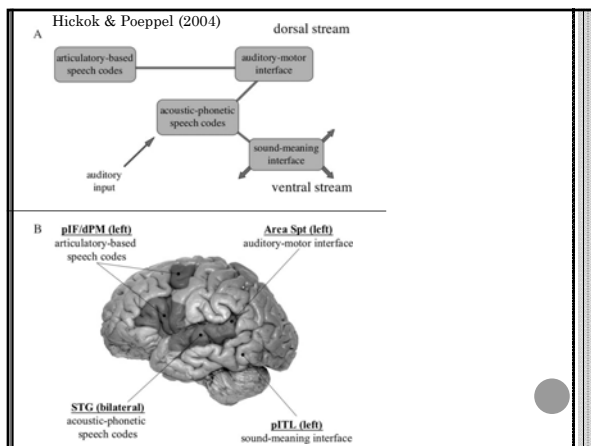 Hickok & Poeppel (2004)
A
dorsal stream
articulatory-based
speech codes
auditory-motor
interface
acoustic-phonetic
speech codes
sound-meaning
interface
auditory
input
ventral stream
B
pIF/dPM (left)
articulatory-based
speech codes
Area Spt (left)
auditory-motor interface
STG (bilateral)
acoustic-phonetic
speech codes
pITL (left)
sound-meaning interface